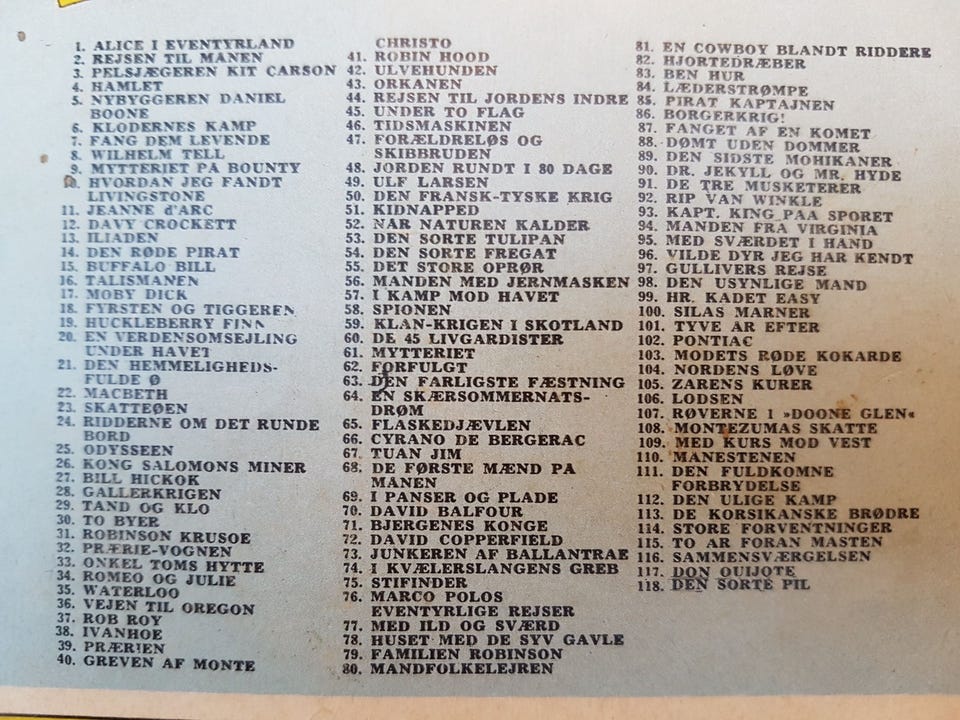 1. ALICE I EVENTYRLAND
2. REJSEN TIL MÅNEN
3. PELSJÆGEREN KIT CARSON
4. HAMLET
5. NYBYGGEREN DANIEL
BOONE
6. KLODERNES KAMP
7. FANG DEM LEVENDE
8. WILHELM TELL
9. MYTTERIET PÅ BOUNTY
10. HVORDAN JEG FANDT
LIVINGSTONE
11. JEANNE d'ARC
12. DAVY CROCKETT
13. ILIADEN
14. DEN RØDE PIRAT
15. BUFFALO BILL
16. TALISMANEN
17. MOBY DICK
18. FYRSTEN OG TIGGEREN
19. HUCKLEBERRY FINN
20. EN VERDENSOMSEJLING
UNDER HAVET
21. DEN HEMMELIGHEDS-
FULDE Ø
22. MACBETH
23. SKATTEØEN
24. RIDDERNE OM DET RUNDE
BORD
25. ODYSSEEN
26. KONG SALOMONS MINER
27. BILL HICKOK
28. GALLERKRIGEN
29. TAND OG KLO
30. TO BYER
31. ROBINSON KRUSOE
32. PRÆRIE-VOGNEN
33. ONKEL TOMS HYTTE
34. ROMEO OG JULIE
35. WATERLOO
36. VEJEN TIL OREGON
37. ROB ROY
38. IVANHOE
39. PRÆRIEN
40. GREVEN AF MONTE
CHRISTO
41. ROBIN HOOD
42. ULVEHUNDEN
43. ORKANEN
44. REJSEN TIL JORDENS INDRE
45. UNDER TO FLAG
46. TIDSMASKINEN
47. FORÆLDRELØS OG
SKIBBRUDEN
48. JORDEN RUNDT I 80 DAGE
49. ULF LARSEN
50. DEN FRANSK-TYSKE KRIG
51. KIDNAPPED
52. NÅR NATUREN KALDER
53. DEN SORTE TULIPAN
54. DEN SORTE FREGAT
55. DET STORE OPRØR
56. MANDEN MED JERNMASKEN
57. I KAMP MOD HAVET
58. SPIONEN
59. KLAN-KRIGEN I SKOTLAND
60. DE 45 LIVGARDISTER
61. MYTTERIET
62. FORFULGT
63. DEN FARLIGSTE FÆSTNING
64. EN SKÆRSOMMERNATS-
DRØM
65. FLASKEDJÆVLEN
66. CYRANO DE BERGERAC
67. TUAN JIM
68. DE FØRSTE MÆND PÅ
MÅNEN
69. I PANSER OG PLADE
70. DAVID BALFOUR
71. BJERGENES KONGE
72. DAVID COPPERFIELD
73. JUNKEREN AF BALLANTRAE
74. I KVÆLERSLANGENS GREB
75. STIFINDER
76. MARCO POLOS
EVENTYRLIGE REJSER
77. MED ILD OG SVÆRD
78. HUSET MED DE SYV GAVLE
79. FAMILIEN ROBINSON
80. MANDFOLKELEJREN
81. EN COWBOY BLANDT RIDDERE
82. HJORTEDRÆBER
83. BEN HUR
84. LÆDERSTRØMPE
85. PIRAT KAPTAJNEN
86. BORGERKRIG!
87. FANGET AF EN KOMET
88. DØMT UDEN DOMMER
89. DEN SIDSTE MOHIKANER
90. DR. JEKYLL OG MR. HYDE
91. DE TRE MUSKETERER
92. RIP VAN WINKLE
93. KAPT. KING PAA SPORET
94. MANDEN FRA VIRGINIA
95. MED SVÆRDET I HAND
96. VILDE DYR JEG HAR KENDT
97. GULLIVERS REJSE
98. DEN USYNLIGE MAND
99. HR. KADET EASY
100. SILAS MARNER
101. TYVE ÅR EFTER
102. PONTIAC
103. MODETS RØDE KOKARDE
104. NORDENS LØVE
105. ZARENS KURER
106. LODSEN
107. RØVERNE I »DOONE GLEN«
108. MONTEZUMAS SKATTE
109. MED KURS MOD VEST
110. MÅNESTENEN
111. DEN FULDKOMNE
FORBRYDELSE
112. DEN ULIGE KAMP
113. DE KORSIKANSKE BRØDRE
114. STORE FORVENTNINGER
115. TO ÅR FORAN MASTEN
116. SAMMENSVÆRGELSEN
117. DON QUIJOTE
118. DEN SORTE PIL